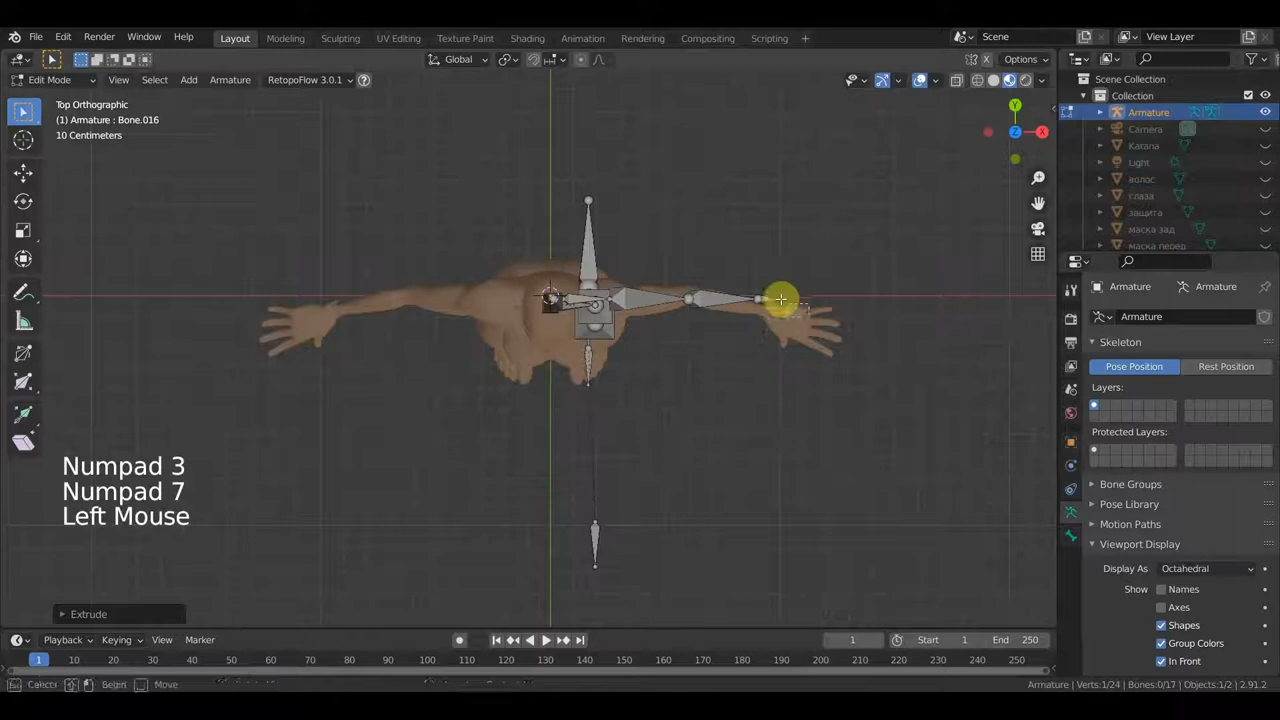 File Edit Render Window Help Layout Modeling Sculpting UV Editing Texture Paint Shading Animation Rendering Compositing Scripting + Scene View Layer
Global Options
Edit Mode View Select Add Armature RetopoFlow 3.0.1
Top Orthographic
(1) Armature : Bone.016
10 Centimeters
Scene Collection
Collection
Armature
Camera
Katana
Light
волос
глаза
защита
маска зад
маска перед
Y
Z
X
Armature Armature
Armature
Skeleton
Pose Position Rest Position
Layers:
Protected Layers:
Bone Groups
Pose Library
Motion Paths
Viewport Display
Display As Octahedral
Show Names
Axes
Shapes
Group Colors
In Front
Numpad 3
Numpad 7
Left Mouse
Extrude
Playback Keying View Marker 1 Start 1 End 250
1 10 20 30 40 50 60 70 80 90 100 110 120 130 140 150 160 170 180 190 200 210 220 230 240 250
Move
Armature | Verts:1/24 | Bones:0/17 | Objects:1/2 | 2.91.2